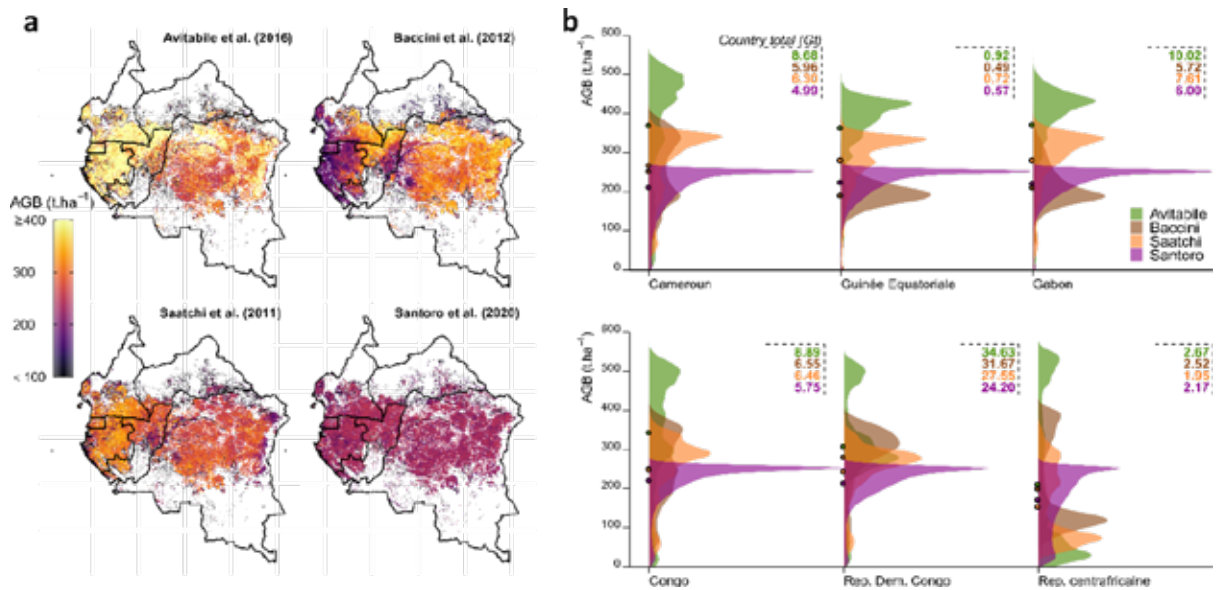 a
Avitabile et al. (2016)
Baccini et al. (2012)
AGB (t.ha⁻¹)
≥400
300
200
< 100
Saatchi et al. (2011)
Santoro et al. (2020)
b
AGB (t.ha⁻¹)
600
500
400
300
200
100
0
Country total (Gt)
8.68
5.96
6.30
4.99
Cameroun
0.92
0.49
0.72
0.57
Guinée Equatoriale
10.02
5.72
7.61
6.00
Gabon
Avitabile
Baccini
Saatchi
Santoro
AGB (t.ha⁻¹)
600
500
400
300
200
100
0
8.89
6.55
6.46
5.75
Congo
34.63
31.67
27.55
24.20
Rep. Dem. Congo
2.67
2.52
1.95
2.17
Rep. centrafricaine